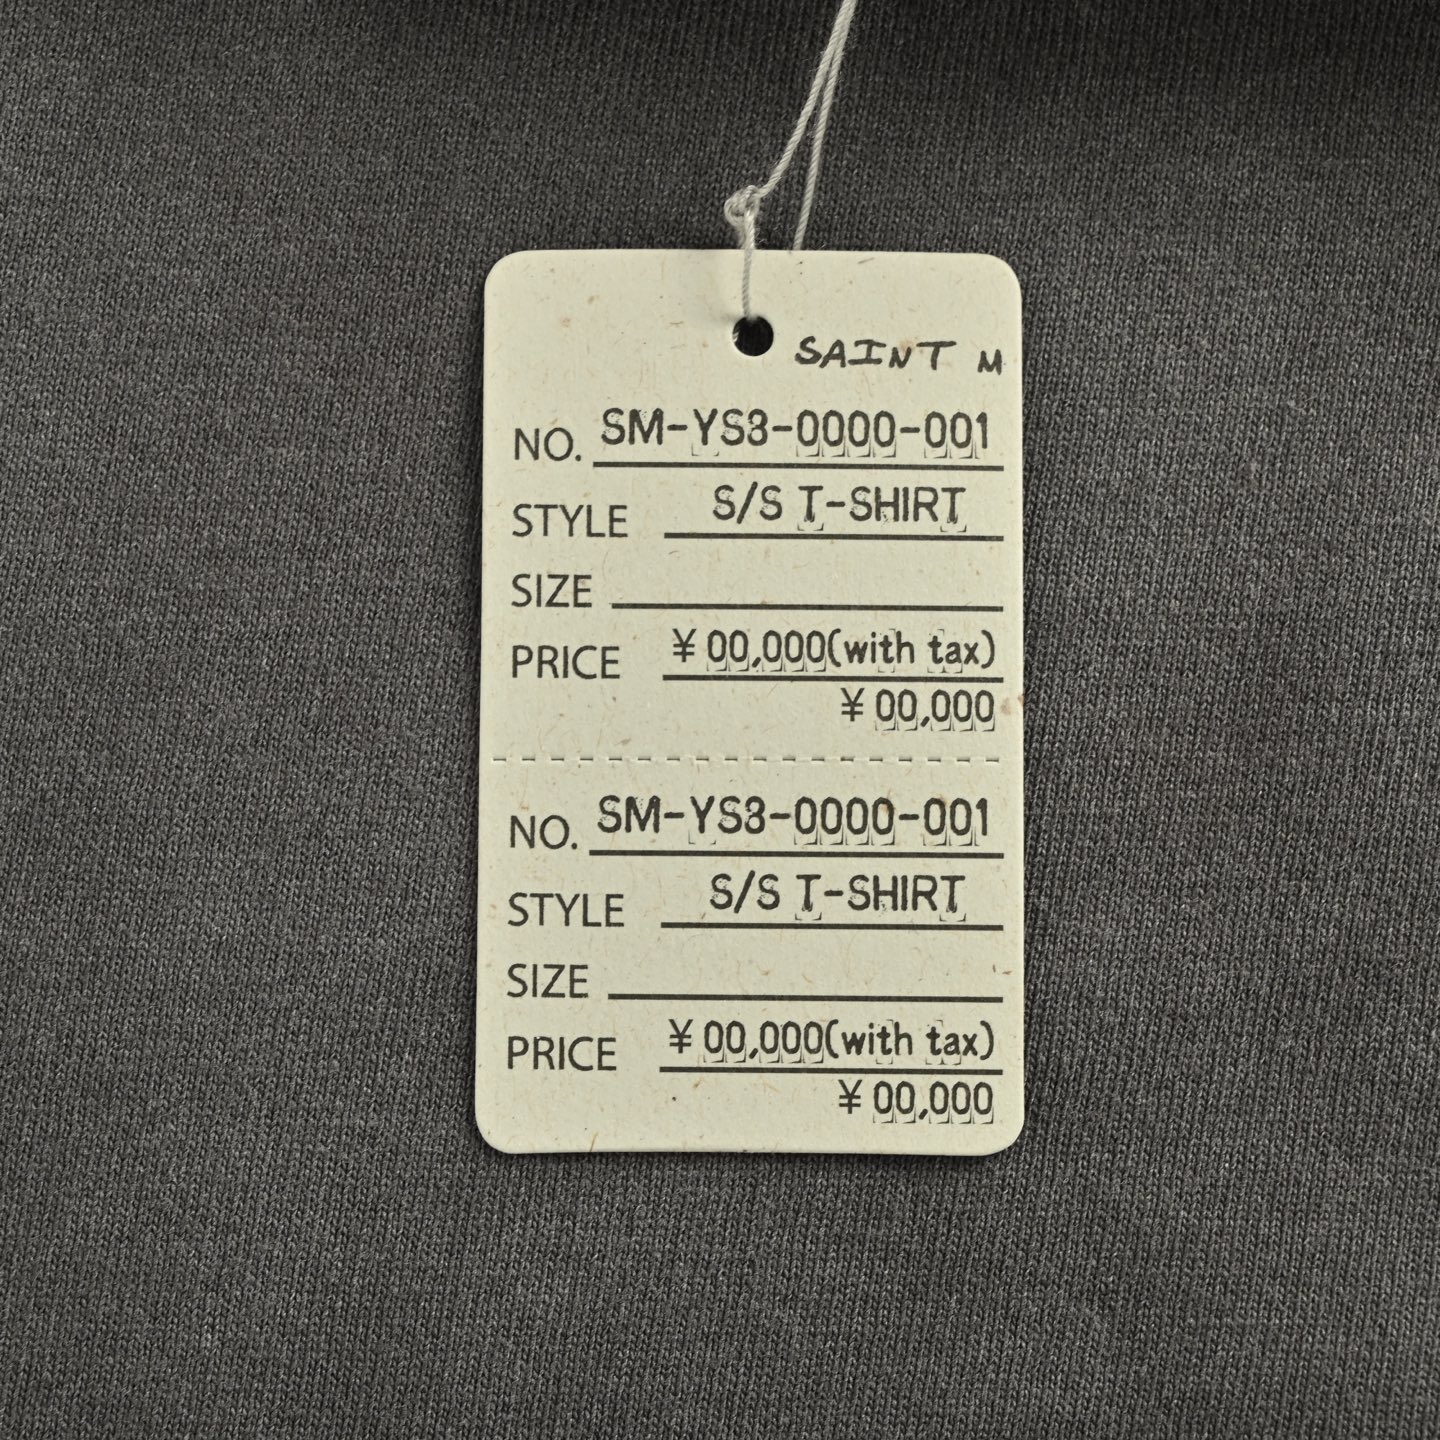 SAINT M
NO. SM-YS3-0000-001
STYLE S/S T-SHIRT
SIZE
PRICE ¥00,000(with tax)
¥00,000
NO. SM-YS3-0000-001
STYLE S/S T-SHIRT
SIZE
PRICE ¥00,000(with tax)
¥00,000